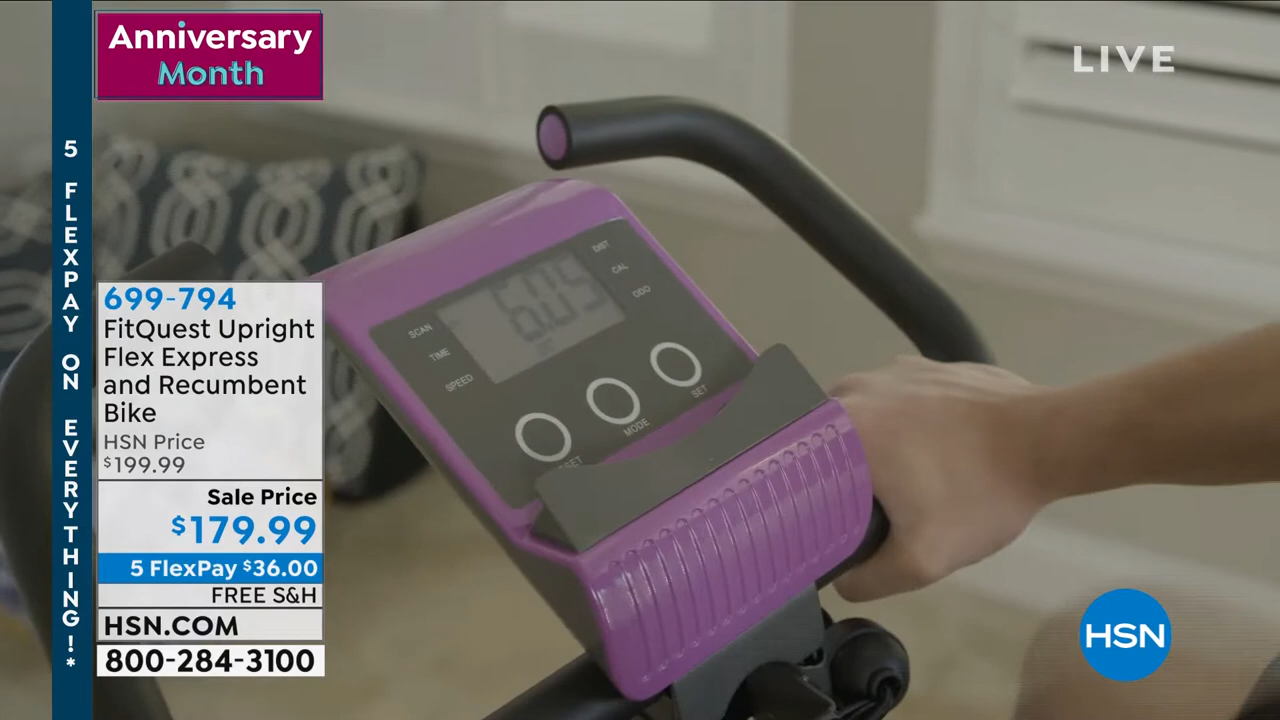 Anniversary
Month
LIVE
5 FLEXPAY ON EVERYTHING!*
699-794
FitQuest Upright
Flex Express
and Recumbent
Bike
HSN Price
$199.99
Sale Price
$179.99
5 FlexPay $36.00
FREE S&H
HSN.COM
800-284-3100
DIST
CAL
ODO
SCAN
TIME
SPEED
6.05
SET
MODE
HSN